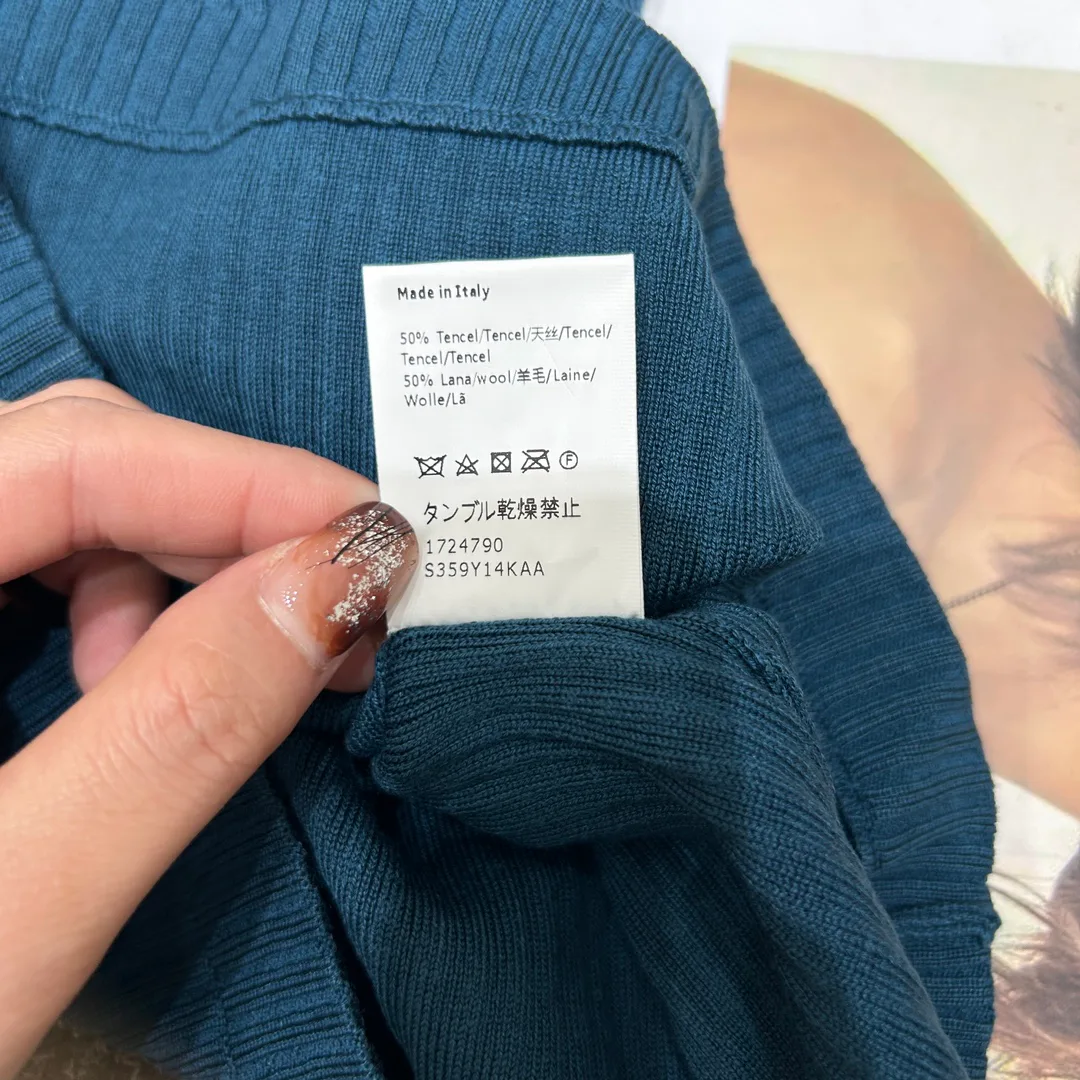 Made in Italy
50% Tencel/Tencel/天丝/Tencel/
Tencel/Tencel
50% Lana/wool/羊毛/Laine/
Wolle/Lã
F
タンブル乾燥禁止
1724790
S359Y14KAA